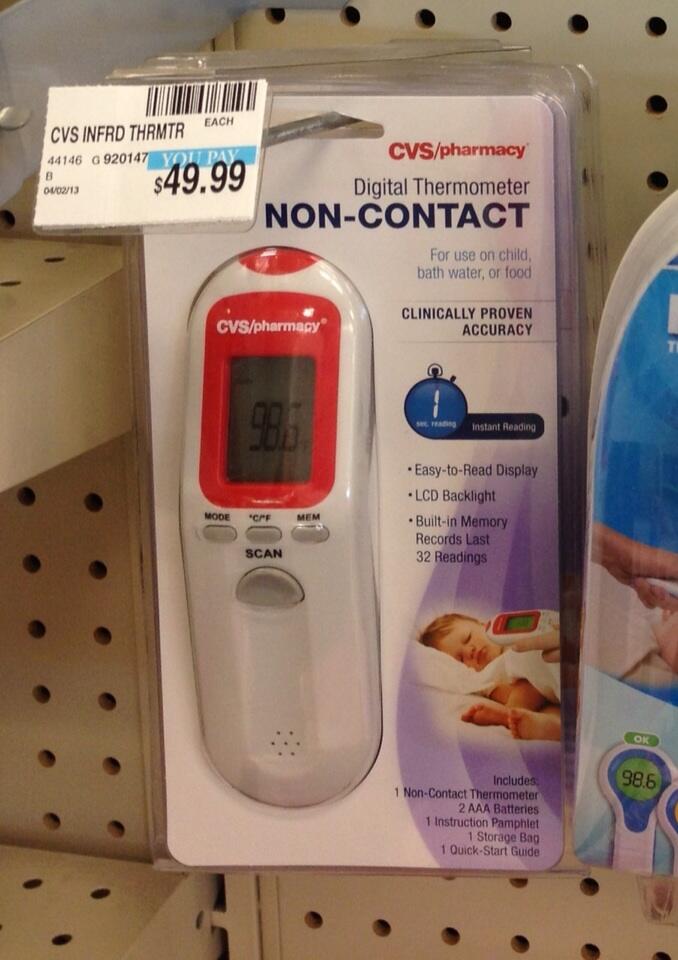 CVS INFRD THRMTR
EACH
44146 G 920147
B
04/02/13
YOU PAY
$49.99
CVS/pharmacy
Digital Thermometer
NON-CONTACT
For use on child,
bath water, or food
CLINICALLY PROVEN
ACCURACY
1
sec. reading
Instant Reading
• Easy-to-Read Display
• LCD Backlight
• Built-in Memory
Records Last
32 Readings
CVS/pharmacy®
98.6
MODE °C/°F MEM
SCAN
Includes:
1 Non-Contact Thermometer
2 AAA Batteries
1 Instruction Pamphlet
1 Storage Bag
1 Quick-Start Guide
OK
98.6